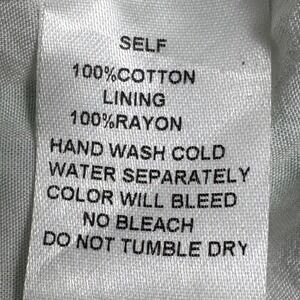 SELF
100%COTTON
LINING
100%RAYON
HAND WASH COLD
WATER SEPARATELY
COLOR WILL BLEED
NO BLEACH
DO NOT TUMBLE DRY